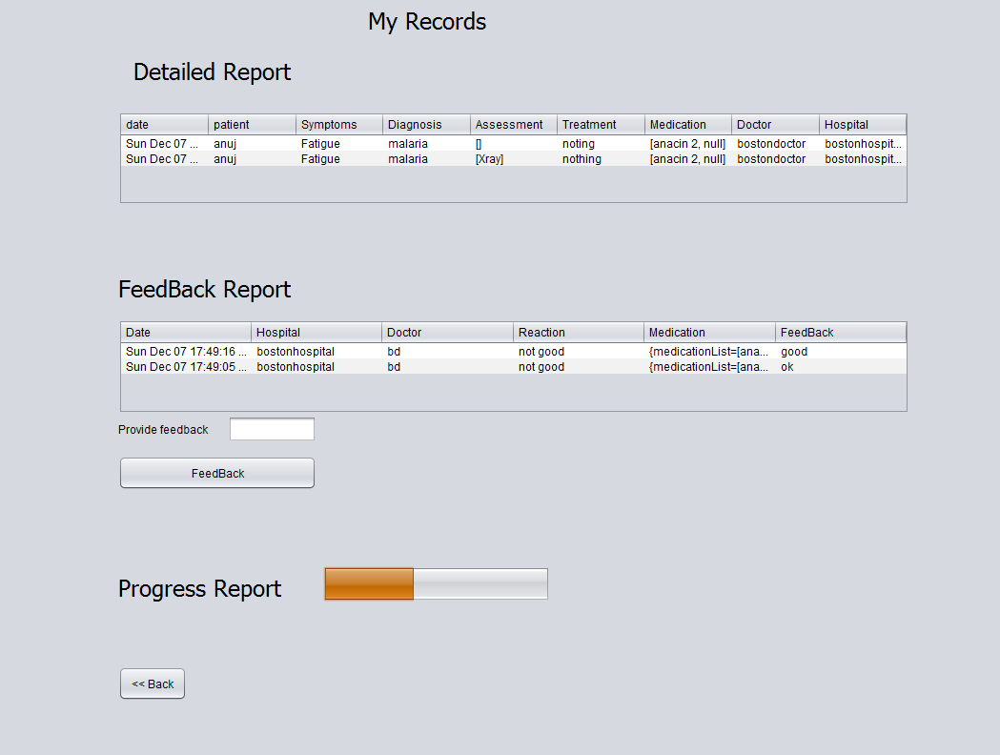 My Records
Detailed Report
date patient Symptoms Diagnosis Assessment Treatment Medication Doctor Hospital
Sun Dec 07 ... anuj Fatigue malaria [] noting [anacin 2, null] bostondoctor bostonhospit...
Sun Dec 07 ... anuj Fatigue malaria [Xray] nothing [anacin 2, null] bostondoctor bostonhospit...
FeedBack Report
Date Hospital Doctor Reaction Medication FeedBack
Sun Dec 07 17:49:16 ... bostonhospital bd not good {medicationList=[ana... good
Sun Dec 07 17:49:05 ... bostonhospital bd not good {medicationList=[ana... ok
Provide feedback
FeedBack
Progress Report
<< Back